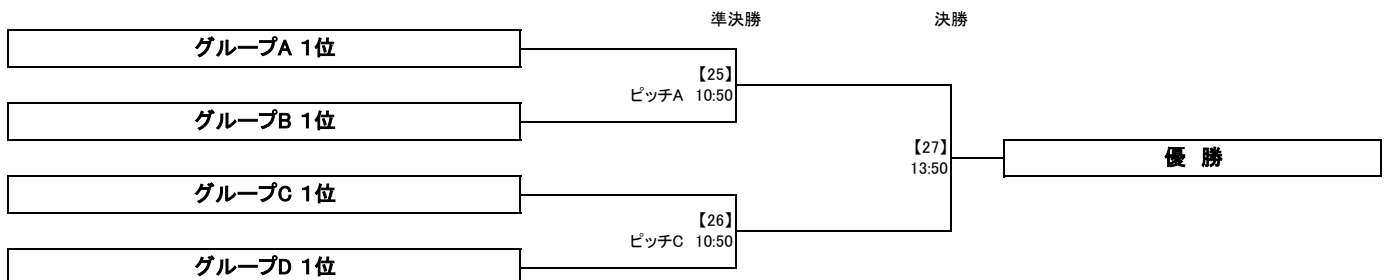 準決勝 決勝
グループA 1位
【25】
ピッチA 10:50
グループB 1位
【27】
13:50
優 勝
グループC 1位
【26】
ピッチC 10:50
グループD 1位